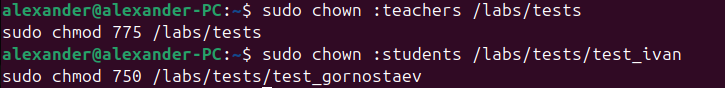 alexander@alexander-PC:~$ sudo chown :teachers /labs/tests
sudo chmod 775 /labs/tests
alexander@alexander-PC:~$ sudo chown :students /labs/tests/test_ivan
sudo chmod 750 /labs/tests/test_gornostaev